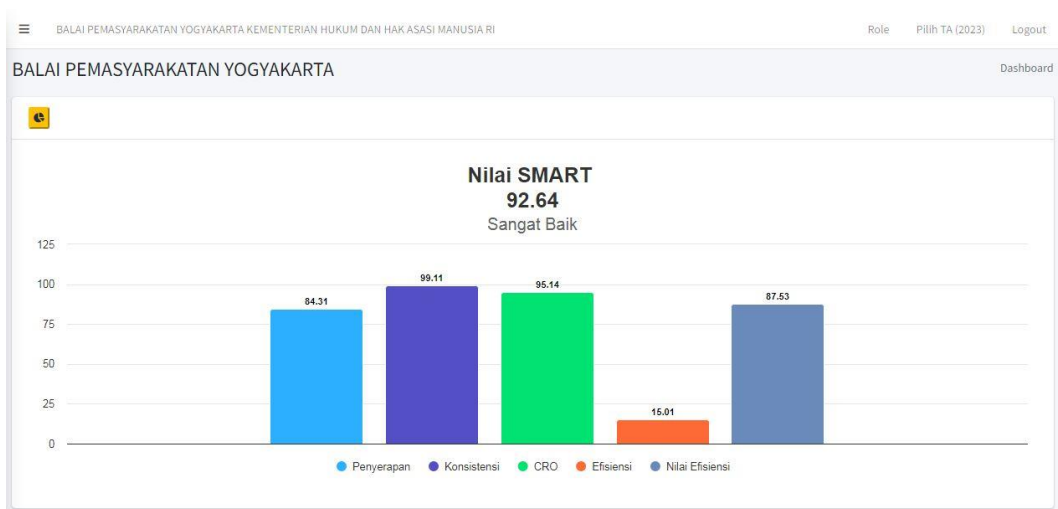 BALAI PEMASYARAKATAN YOGYAKARTA KEMENTERIAN HUKUM DAN HAK ASASI MANUSIA RI
Role Pilih TA (2023) Logout
BALAI PEMASYARAKATAN YOGYAKARTA
Dashboard
Nilai SMART
92.64
Sangat Baik
125
100
75
50
25
0
84.31
99.11
95.14
15.01
87.53
Penyerapan Konsistensi CRO Efisiensi Nilai Efisiensi